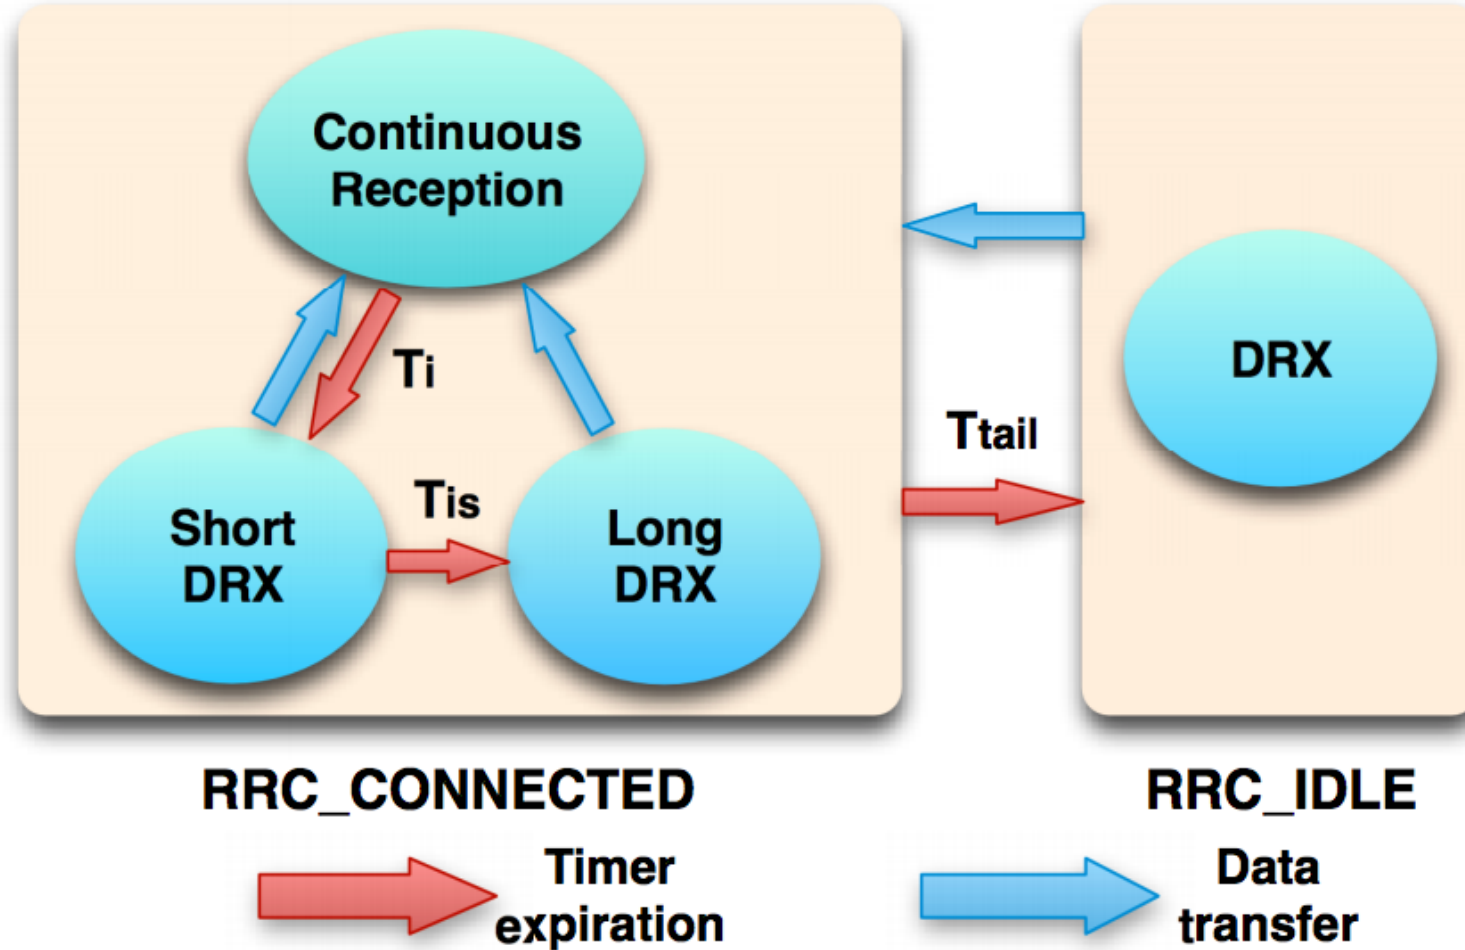 Continuous
Reception
Ti
DRX
Ttail
Tis
Short
DRX
Long
DRX
RRC_CONNECTED
RRC_IDLE
Timer
expiration
Data
transfer